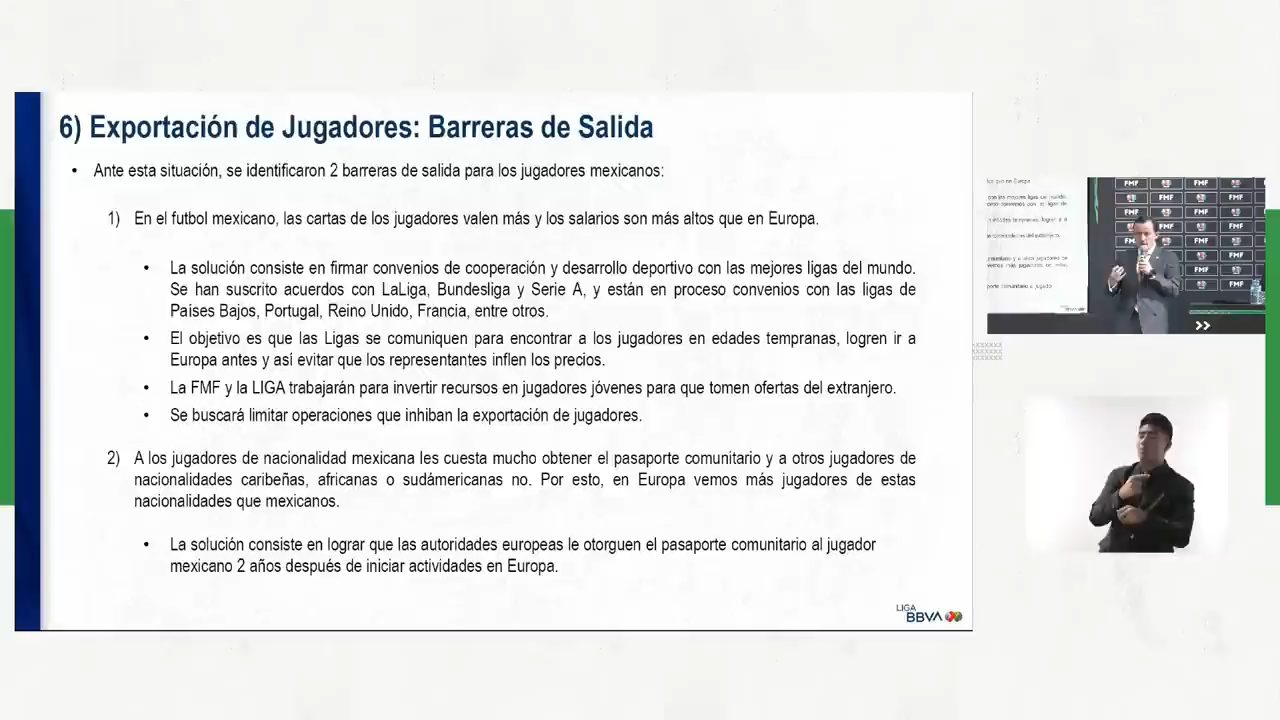 6) Exportación de Jugadores: Barreras de Salida
• Ante esta situación, se identificaron 2 barreras de salida para los jugadores mexicanos:
1) En el futbol mexicano, los pases de los jugadores valen más y los salarios son más altos que en Europa.
• La solución consiste en firmar convenios de cooperación y desarrollo deportivo con las mejores ligas del mundo.
Se han suscrito acuerdos con LaLiga, Bundesliga y Serie A, y están en proceso convenios con las ligas de
Países Bajos, Portugal, Reino Unido, Francia, entre otros.
• El objetivo es que las Ligas se comuniquen para encontrar a los jugadores en edades tempranas, logren ir a
Europa antes y así evitar que los representantes inflen los precios.
• La FMF y la LIGA trabajarán para invertir recursos en jugadores jóvenes para que tomen ofertas del extranjero.
• Se buscará limitar operaciones que inhiban la exportación de jugadores.
2) A los jugadores de nacionalidad mexicana les cuesta mucho obtener el pasaporte comunitario y a otros jugadores de
nacionalidades caribeñas, africanas o sudámericanas no. Por esto, en Europa vemos más jugadores de estas
nacionalidades que mexicanos.
• La solución consiste en lograr que las autoridades europeas le otorguen el pasaporte comunitario al jugador
mexicano 2 años después de iniciar actividades en Europa.
LIGA
BBVA
FMF FMF
FMF FMF
FMF
FMF
FMF